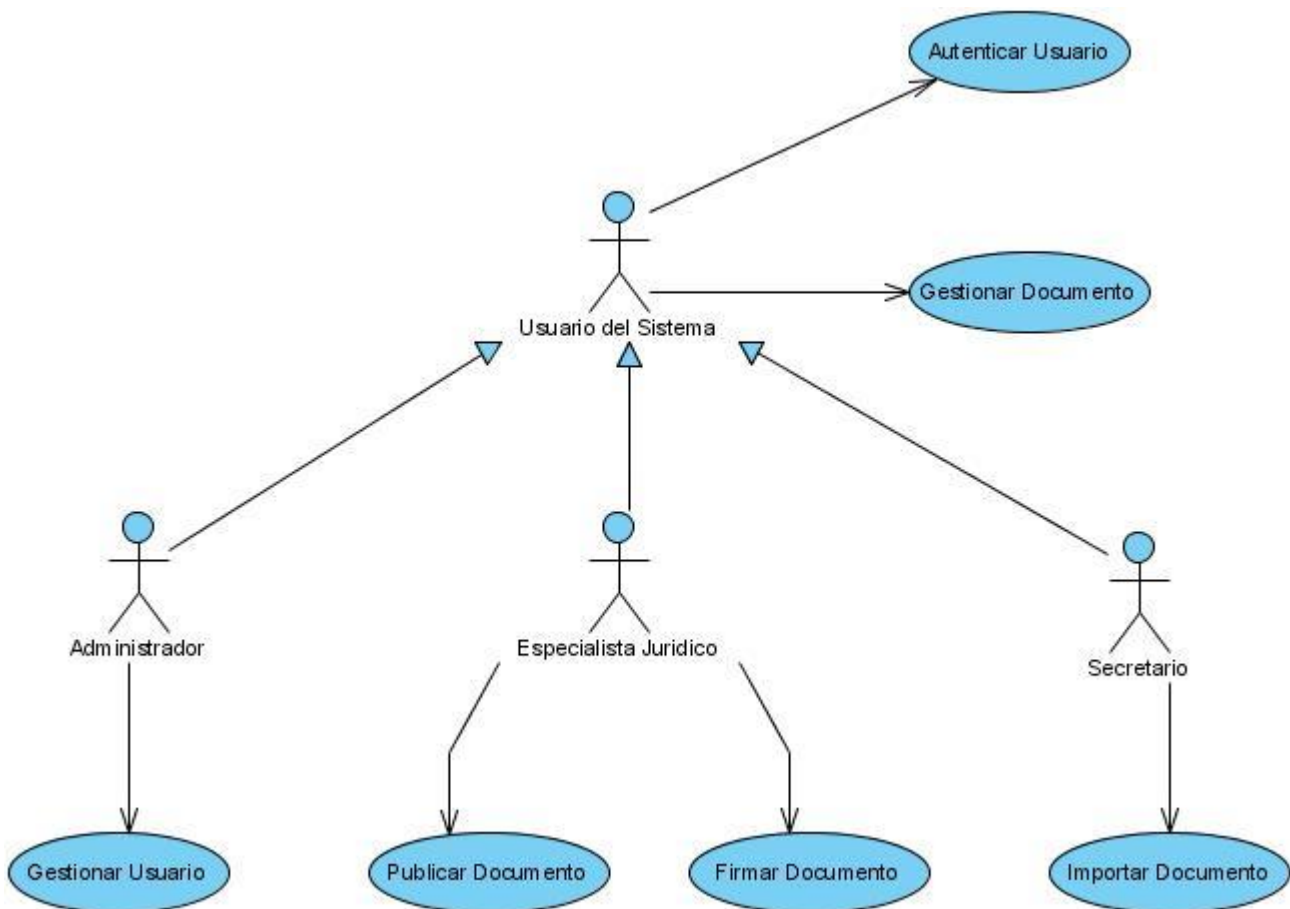 Autenticar Usuario
Gestionar Documento
Usuario del Sistema
Administrador
Especialista Juridico
Secretario
Gestionar Usuario
Publicar Documento
Firmar Documento
Importar Documento